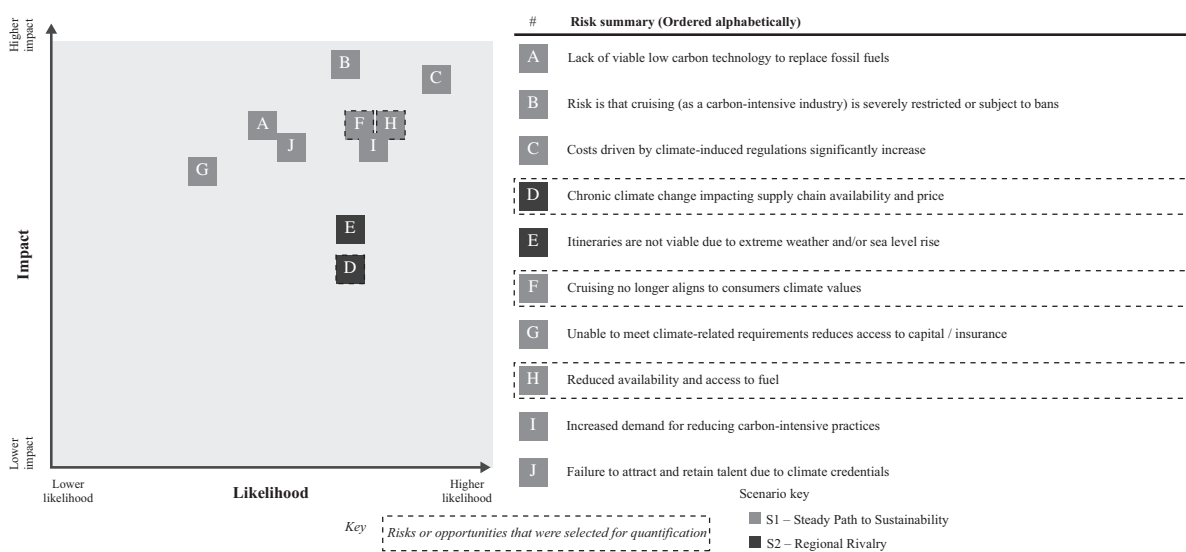 Higher
impact
B
C
A
F
H
J
I
G
E
D
Impact
Lower
impact
Lower
likelihood
Likelihood
Higher
likelihood
# Risk summary (Ordered alphabetically)
A Lack of viable low carbon technology to replace fossil fuels
B Risk is that cruising (as a carbon-intensive industry) is severely restricted or subject to bans
C Costs driven by climate-induced regulations significantly increase
D Chronic climate change impacting supply chain availability and price
E Itineraries are not viable due to extreme weather and/or sea level rise
F Cruising no longer aligns to consumers climate values
G Unable to meet climate-related requirements reduces access to capital / insurance
H Reduced availability and access to fuel
I Increased demand for reducing carbon-intensive practices
J Failure to attract and retain talent due to climate credentials
Key Risks or opportunities that were selected for quantification
Scenario key
S1 – Steady Path to Sustainability
S2 – Regional Rivalry